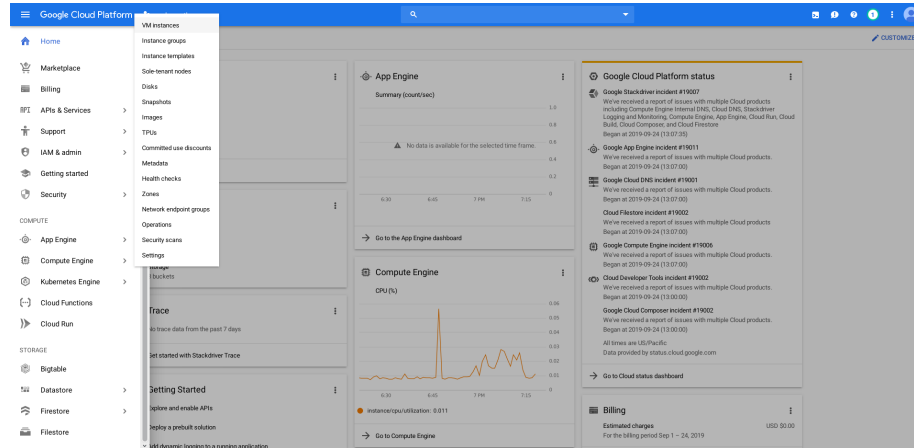 Google Cloud Platform
CUSTOMIZE
Home
Marketplace
Billing
API APIs & Services
Support
IAM & admin
Getting started
Security
COMPUTE
App Engine
Compute Engine
Kubernetes Engine
Cloud Functions
Cloud Run
STORAGE
Bigtable
Datastore
Firestore
Filestore
VM instances
Instance groups
Instance templates
Sole-tenant nodes
Disks
Snapshots
Images
TPUs
Committed use discounts
Metadata
Health checks
Zones
Network endpoint groups
Operations
Security scans
Settings
buckets
Trace
No trace data from the past 7 days
Get started with Stackdriver Trace
Getting Started
Explore and enable APIs
Deploy a prebuilt solution
Add dynamic logging to a running application
App Engine
Summary (count/sec)
1.0
0.8
0.6
0.4
0.2
0
No data is available for the selected time frame.
6:30 6:45 7 PM 7:15
Go to the App Engine dashboard
Compute Engine
CPU (%)
0.06
0.05
0.04
0.03
0.02
0.01
0
6:30 6:45 7 PM 7:15
instance/cpu/utilization: 0.011
Go to Compute Engine
Google Cloud Platform status
Google Stackdriver incident #19007
We've received a report of issues with multiple Cloud products
including Compute Engine Internal DNS, Cloud DNS, Stackdriver
Logging and Monitoring, Compute Engine, App Engine, Cloud Run, Cloud
Build, Cloud Composer, and Cloud Firestore
Began at 2019-09-24 (13:07:35)
Google App Engine incident #19011
We've received a report of issues with multiple Cloud products.
Began at 2019-09-24 (13:07:00)
Google Cloud DNS incident #19001
We've received a report of issues with multiple Cloud products.
Began at 2019-09-24 (13:07:00)
Cloud Filestore incident #19002
We've received a report of issues with multiple Cloud products
Began at 2019-09-24 (13:07:00)
Google Compute Engine incident #19006
We've received a report of issues with multiple Cloud products.
Began at 2019-09-24 (13:07:00)
Cloud Developer Tools incident #19002
We've received a report of issues with multiple Cloud products.
Began at 2019-09-24 (13:00:00)
Google Cloud Composer incident #19002
We've received a report of issues with multiple Cloud products.
Began at 2019-09-24 (13:00:00)
All times are US/Pacific
Data provided by status.cloud.google.com
Go to Cloud status dashboard
Billing
Estimated charges USD $0.00
For the billing period Sep 1 – 24, 2019